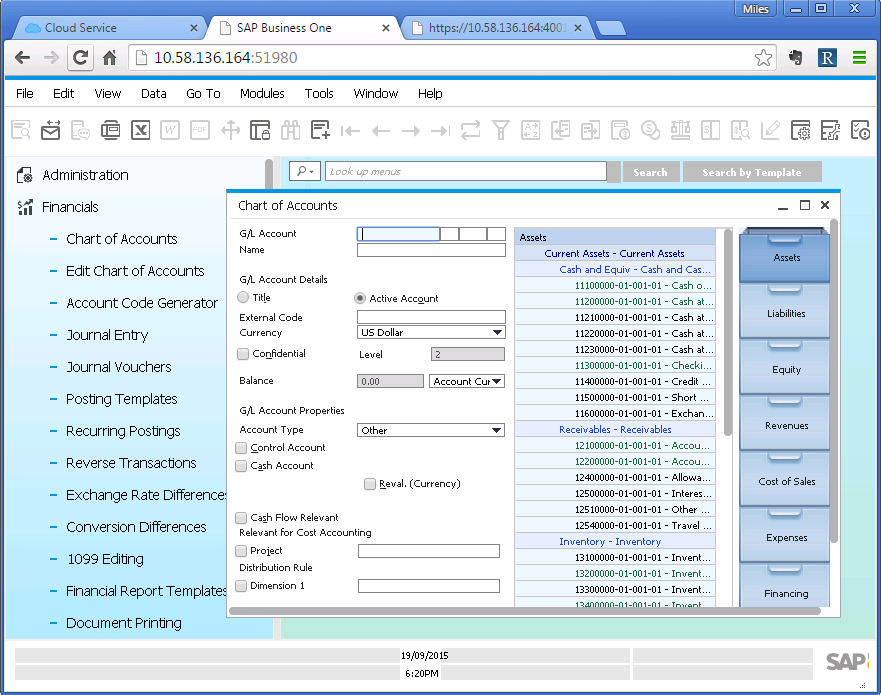 Miles
Cloud Service
SAP Business One
https://10.58.136.164:4001
10.58.136.164:51980
R
File Edit View Data Go To Modules Tools Window Help
Look up menus
Search
Search by Template
Administration
Financials
Chart of Accounts
Edit Chart of Accounts
Account Code Generator
Journal Entry
Journal Vouchers
Posting Templates
Recurring Postings
Reverse Transactions
Exchange Rate Differences
Conversion Differences
1099 Editing
Financial Report Templates
Document Printing
Chart of Accounts
G/L Account
Name
G/L Account Details
Title
Active Account
External Code
Currency
US Dollar
Confidential
Level
2
Balance
0.00
Account Cur
G/L Account Properties
Account Type
Other
Control Account
Cash Account
Reval. (Currency)
Cash Flow Relevant
Relevant for Cost Accounting
Project
Distribution Rule
Dimension 1
Assets
Current Assets - Current Assets
Cash and Equiv - Cash and Cas...
11100000-01-001-01 - Cash o...
11200000-01-001-01 - Cash at...
11210000-01-001-01 - Cash at...
11220000-01-001-01 - Cash at...
11230000-01-001-01 - Cash at...
11300000-01-001-01 - Checki...
11400000-01-001-01 - Credit ...
11500000-01-001-01 - Short ...
11600000-01-001-01 - Exchan...
Receivables - Receivables
12100000-01-001-01 - Accou...
12200000-01-001-01 - Accou...
12400000-01-001-01 - Allowa...
12500000-01-001-01 - Interes...
12510000-01-001-01 - Other ...
12540000-01-001-01 - Travel ...
Inventory - Inventory
13100000-01-001-01 - Invent...
13200000-01-001-01 - Invent...
13300000-01-001-01 - Invent...
13400000-01-001-01 - Invent...
Assets
Liabilities
Equity
Revenues
Cost of Sales
Expenses
Financing
19/09/2015
6:20PM
SAP